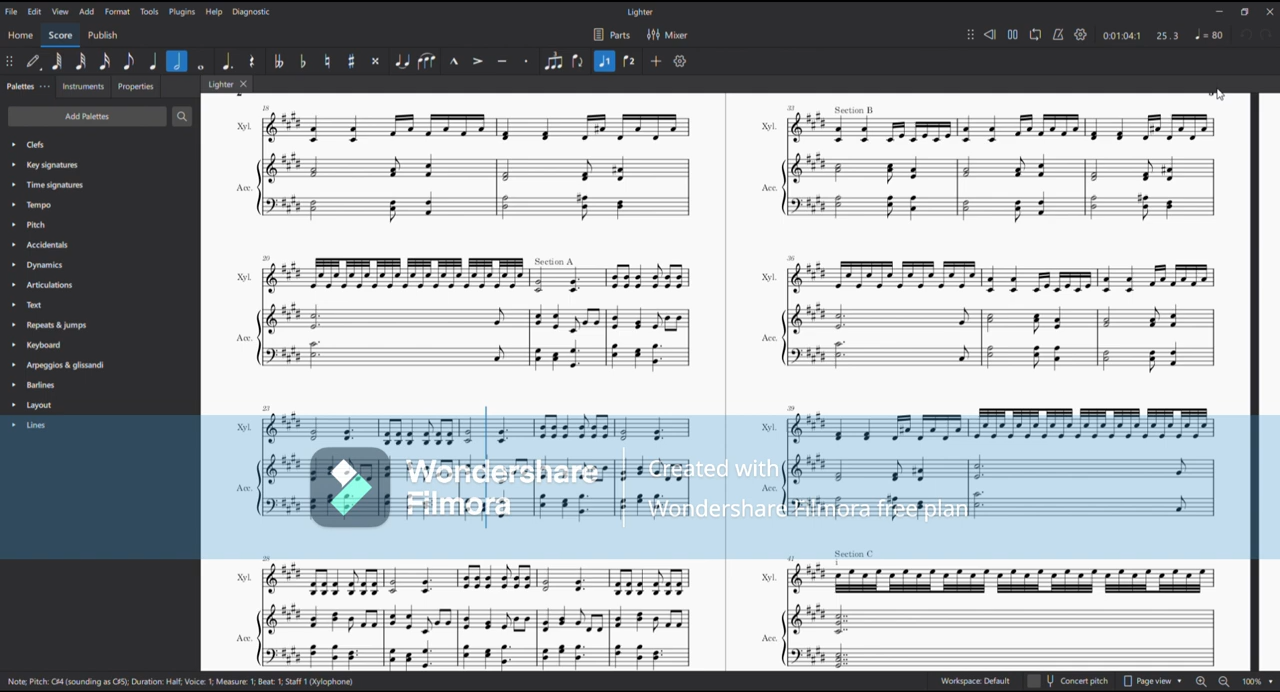 File Edit View Add Format Tools Plugins Help Diagnostic
Lighter
Home Score Publish
Parts Mixer
0:01:04:1 25 . 3 = 80
1 2
Palettes Instruments Properties
Lighter
Add Palettes
Clefs
Key signatures
Time signatures
Tempo
Pitch
Accidentals
Dynamics
Articulations
Text
Repeats & jumps
Keyboard
Arpeggios & glissandi
Barlines
Layout
Lines
18
Xyl.
Acc.
20
Section A
Xyl.
Acc.
23
Xyl.
Acc.
28
Xyl.
Acc.
33
Section B
Xyl.
Acc.
36
Xyl.
Acc.
39
Xyl.
Acc.
41
Section C
Xyl.
Acc.
Wondershare
Filmora
Created with
Wondershare Filmora free plan
Note; Pitch: C#4 (sounding as C#5); Duration: Half; Voice: 1; Measure: 1; Beat: 1; Staff 1 (Xylophone)
Workspace: Default Concert pitch Page view 100%